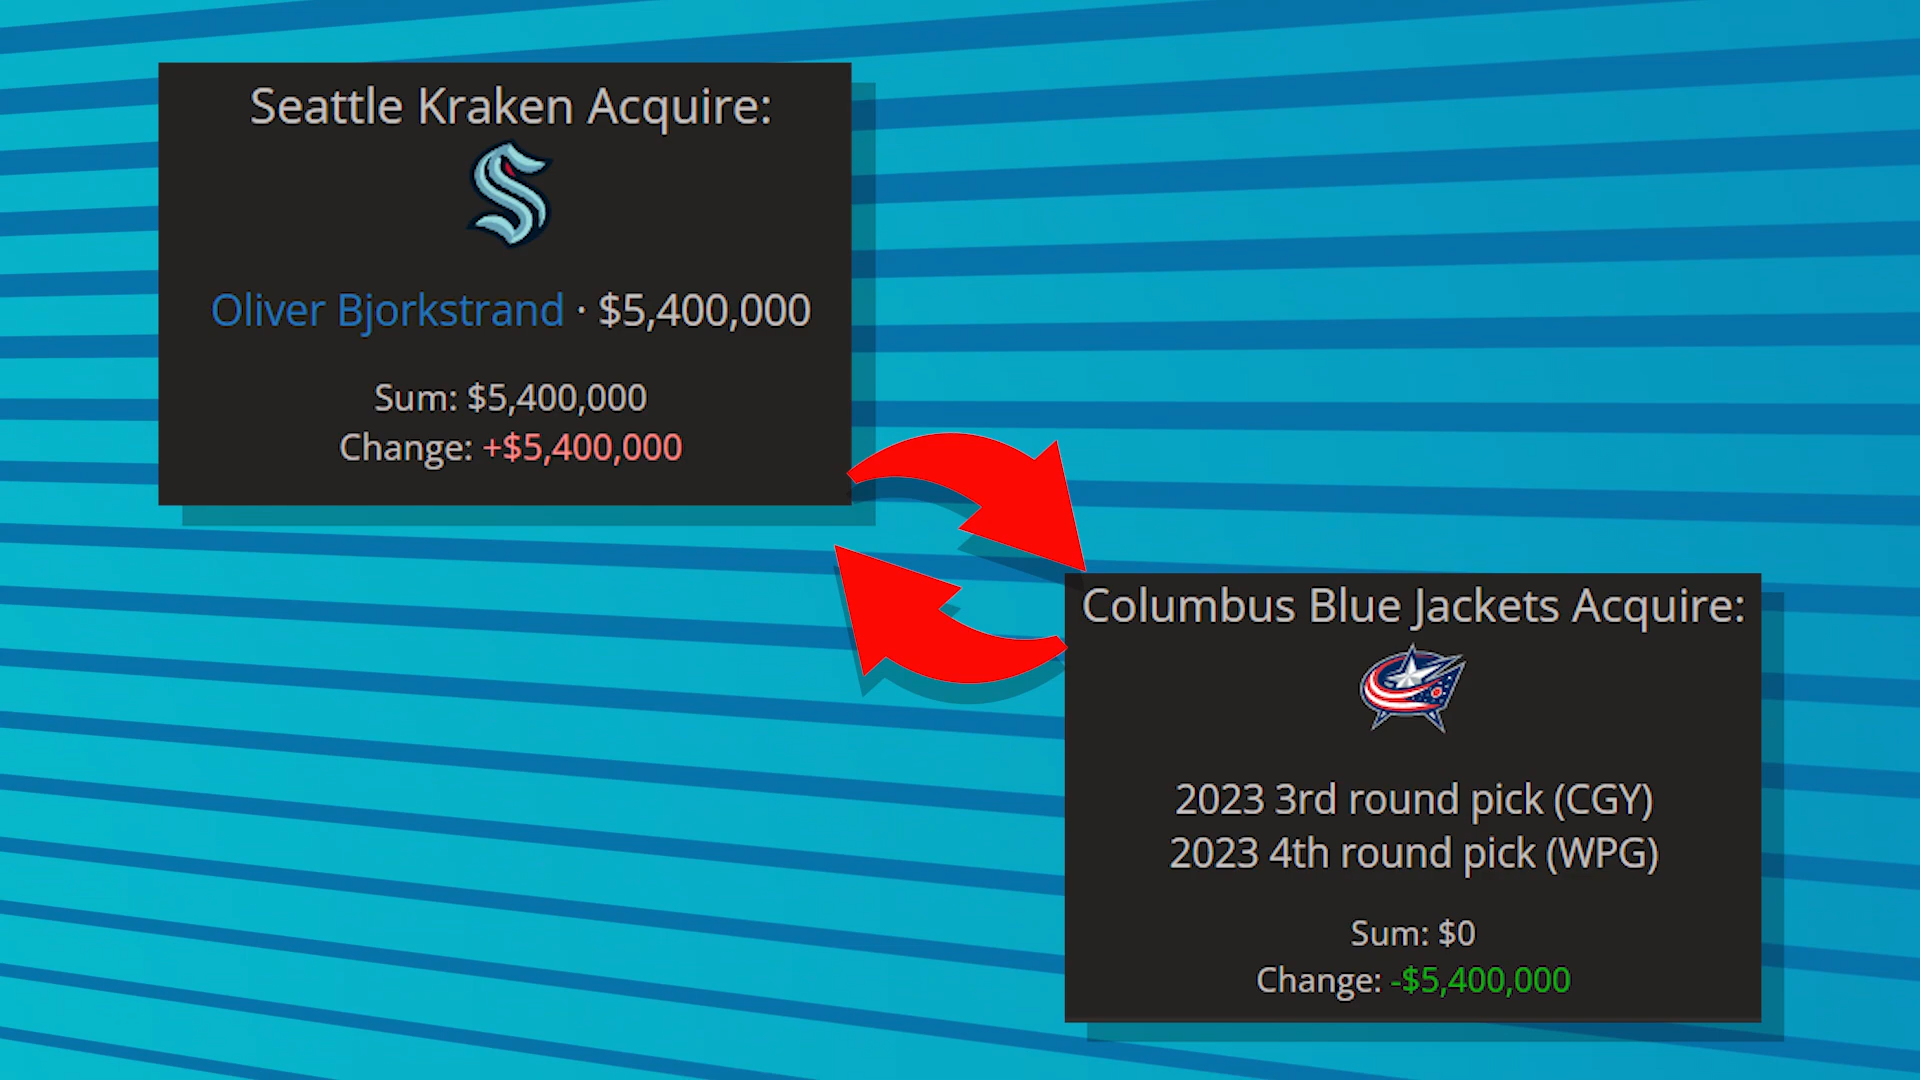 Seattle Kraken Acquire:
Oliver Bjorkstrand · $5,400,000
Sum: $5,400,000
Change: +$5,400,000
Columbus Blue Jackets Acquire:
2023 3rd round pick (CGY)
2023 4th round pick (WPG)
Sum: $0
Change: -$5,400,000